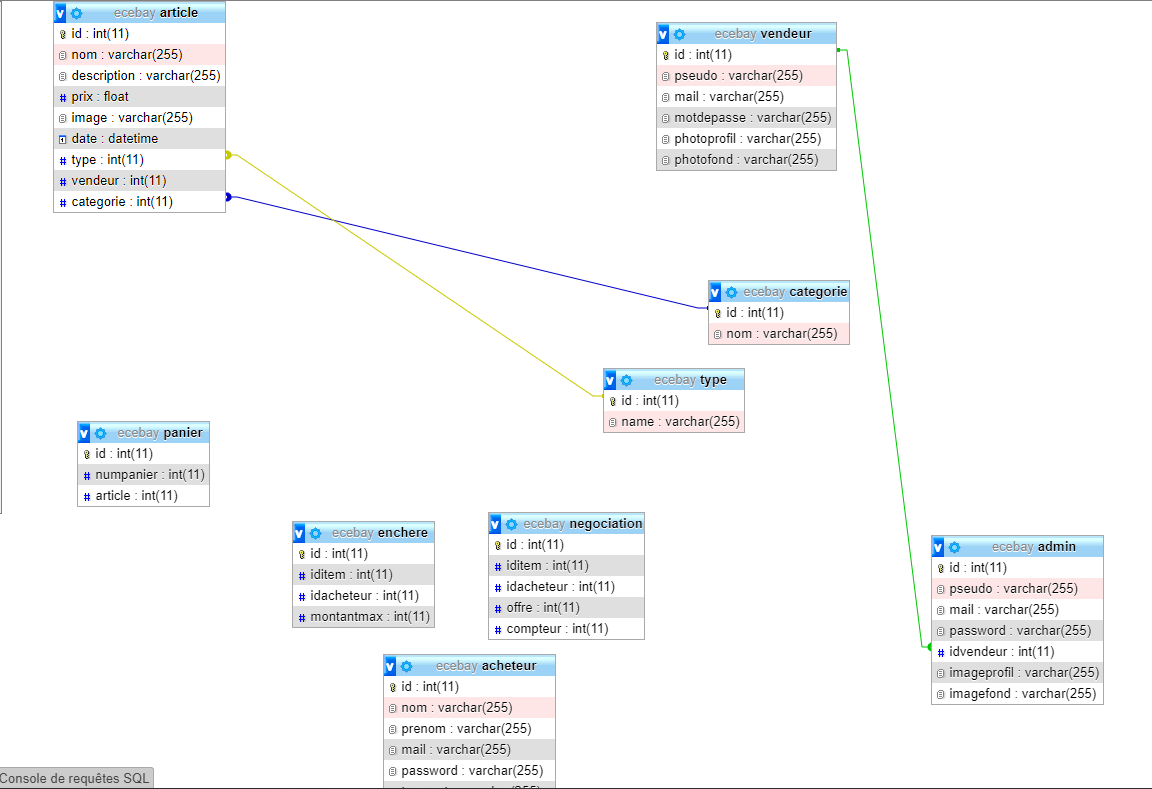 ecebay article
id : int(11)
nom : varchar(255)
description : varchar(255)
prix : float
image : varchar(255)
date : datetime
type : int(11)
vendeur : int(11)
categorie : int(11)
ecebay vendeur
id : int(11)
pseudo : varchar(255)
mail : varchar(255)
motdepasse : varchar(255)
photoprofil : varchar(255)
photofond : varchar(255)
ecebay categorie
id : int(11)
nom : varchar(255)
ecebay type
id : int(11)
name : varchar(255)
ecebay panier
id : int(11)
numpanier : int(11)
article : int(11)
ecebay enchere
id : int(11)
iditem : int(11)
idacheteur : int(11)
montantmax : int(11)
ecebay negociation
id : int(11)
iditem : int(11)
idacheteur : int(11)
offre : int(11)
compteur : int(11)
ecebay admin
id : int(11)
pseudo : varchar(255)
mail : varchar(255)
password : varchar(255)
idvendeur : int(11)
imageprofil : varchar(255)
imagefond : varchar(255)
ecebay acheteur
id : int(11)
nom : varchar(255)
prenom : varchar(255)
mail : varchar(255)
password : varchar(255)
Console de requêtes SQL